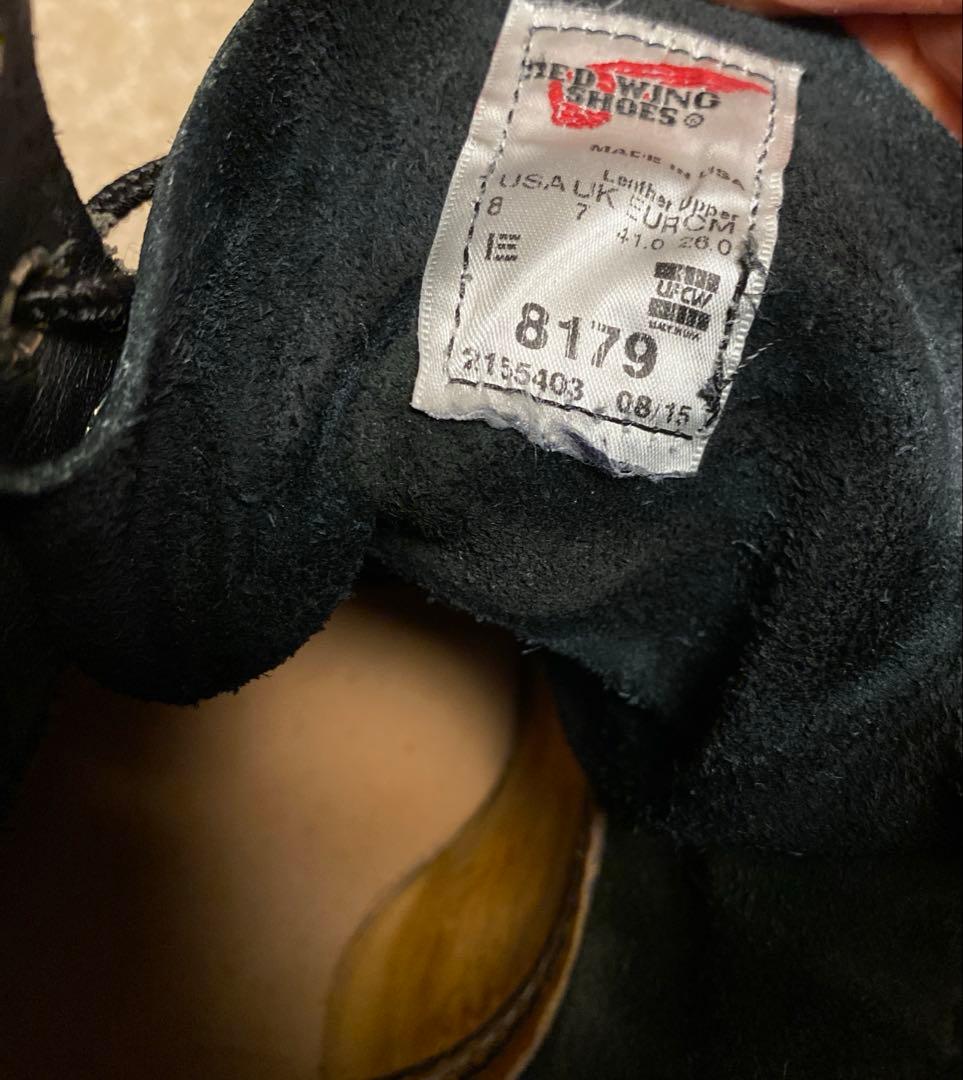 RED WING
SHOES®
MADE IN USA
Leather Upper
USA UK EUR CM
8 7 41.0 26.0
E
UFCW
8179
2155403 08/15